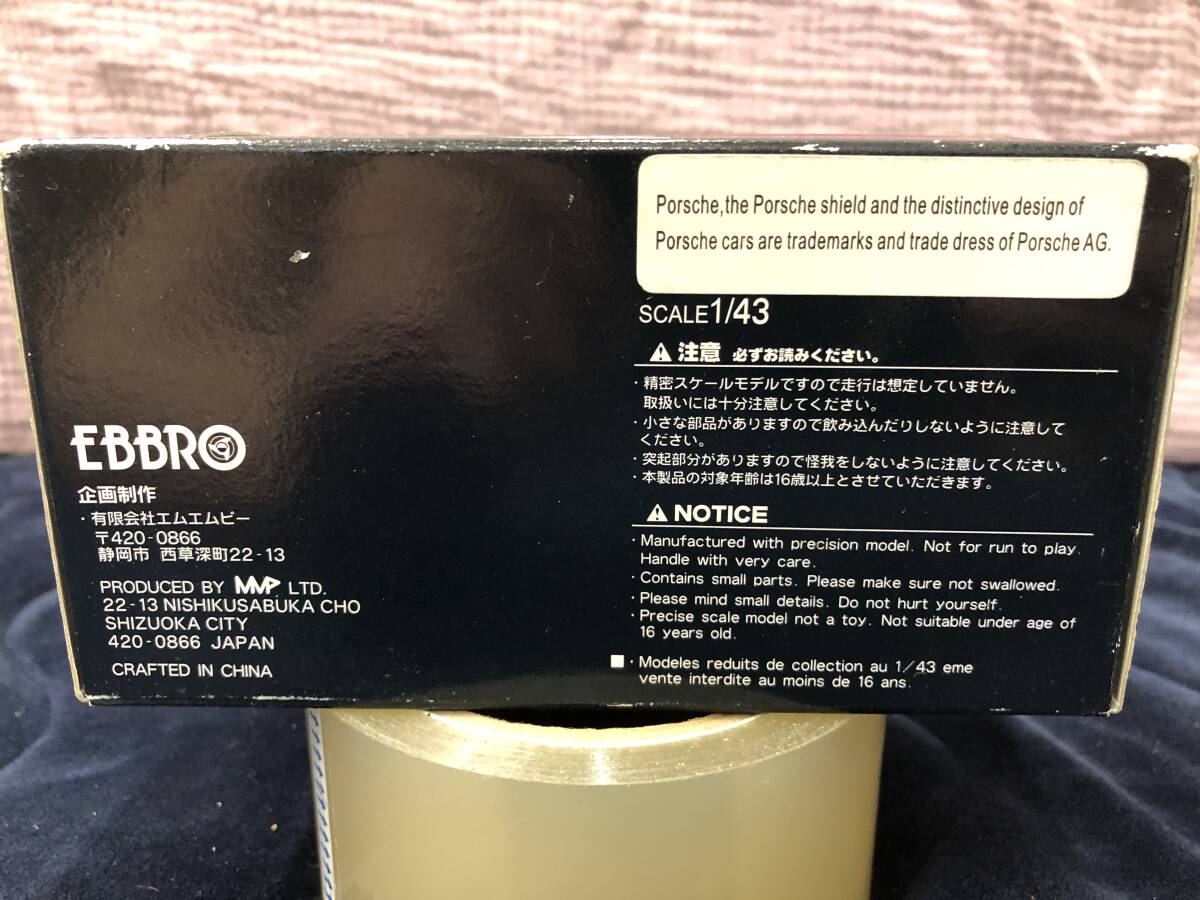 Porsche,the Porsche shield and the distinctive design of
Porsche cars are trademarks and trade dress of Porsche AG.
SCALE1/43
注意 必ずお読みください。
・精密スケールモデルですので走行は想定していません。
取扱いには十分注意してください。
・小さな部品がありますので飲み込んだりしないように注意して
ください。
・突起部分がありますので怪我をしないように注意してください。
・本製品の対象年齢は16歳以上とさせていただきます。
NOTICE
・Manufactured with precision model. Not for run to play.
Handle with very care.
・Contains small parts. Please make sure not swallowed.
・Please mind small details. Do not hurt yourself.
・Precise scale model not a toy. Not suitable under age of
16 years old.
・Modeles reduits de collection au 1/43 eme
vente interdite au moins de 16 ans.
EBBRO
企画制作
・有限会社エムエムピー
〒420-0866
静岡市 西草深町22-13
PRODUCED BY MMP LTD.
22-13 NISHIKUSABUKA CHO
SHIZUOKA CITY
420-0866 JAPAN
CRAFTED IN CHINA